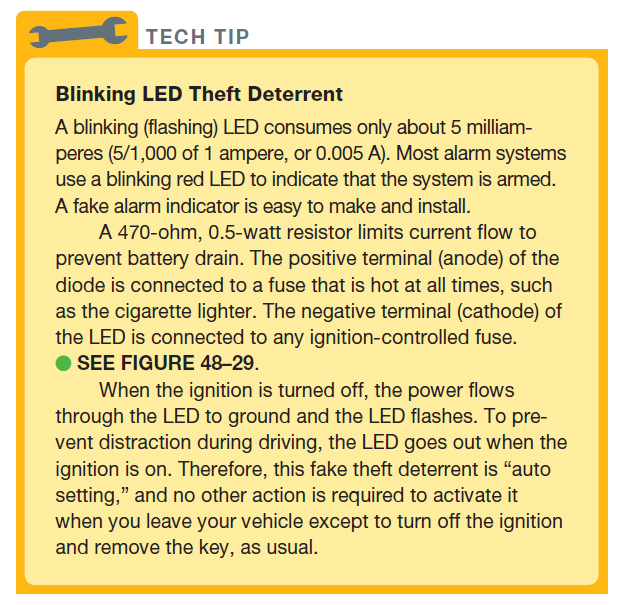 TECH TIP
Blinking LED Theft Deterrent
A blinking (flashing) LED consumes only about 5 milliam-
peres (5/1,000 of 1 ampere, or 0.005 A). Most alarm systems
use a blinking red LED to indicate that the system is armed.
A fake alarm indicator is easy to make and install.
A 470-ohm, 0.5-watt resistor limits current flow to
prevent battery drain. The positive terminal (anode) of the
diode is connected to a fuse that is hot at all times, such
as the cigarette lighter. The negative terminal (cathode) of
the LED is connected to any ignition-controlled fuse.
● SEE FIGURE 48–29.
When the ignition is turned off, the power flows
through the LED to ground and the LED flashes. To pre-
vent distraction during driving, the LED goes out when the
ignition is on. Therefore, this fake theft deterrent is “auto
setting,” and no other action is required to activate it
when you leave your vehicle except to turn off the ignition
and remove the key, as usual.